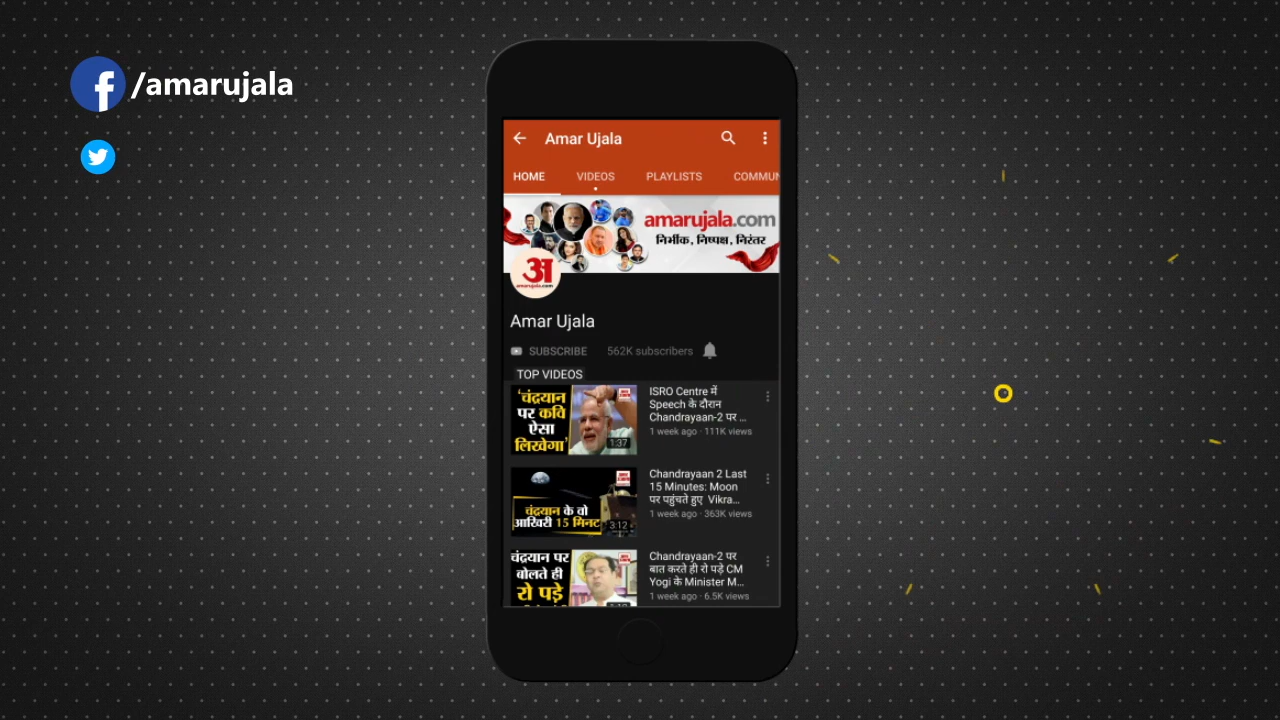 /amarujala
Amar Ujala
HOME VIDEOS PLAYLISTS COMMUN
amarujala.com
निर्भीक, निष्पक्ष, निरंतर
अ
amarujala.com
Amar Ujala
SUBSCRIBE 562K subscribers
TOP VIDEOS
'चंद्रयान
पर कवि
ऐसा
लिखेगा'
1:37
ISRO Centre में
Speech के दौरान
Chandrayaan-2 पर ...
1 week ago · 111K views
चंद्रयान के वो
आखिरी 15 मिनट
3:12
Chandrayaan 2 Last
15 Minutes: Moon
पर पहुंचते हुए Vikra...
1 week ago · 363K views
चंद्रयान पर
बोलते ही
रो पड़े
Chandrayaan-2 पर
बात करते ही रो पड़े CM
Yogi के Minister M...
1 week ago · 6.5K views